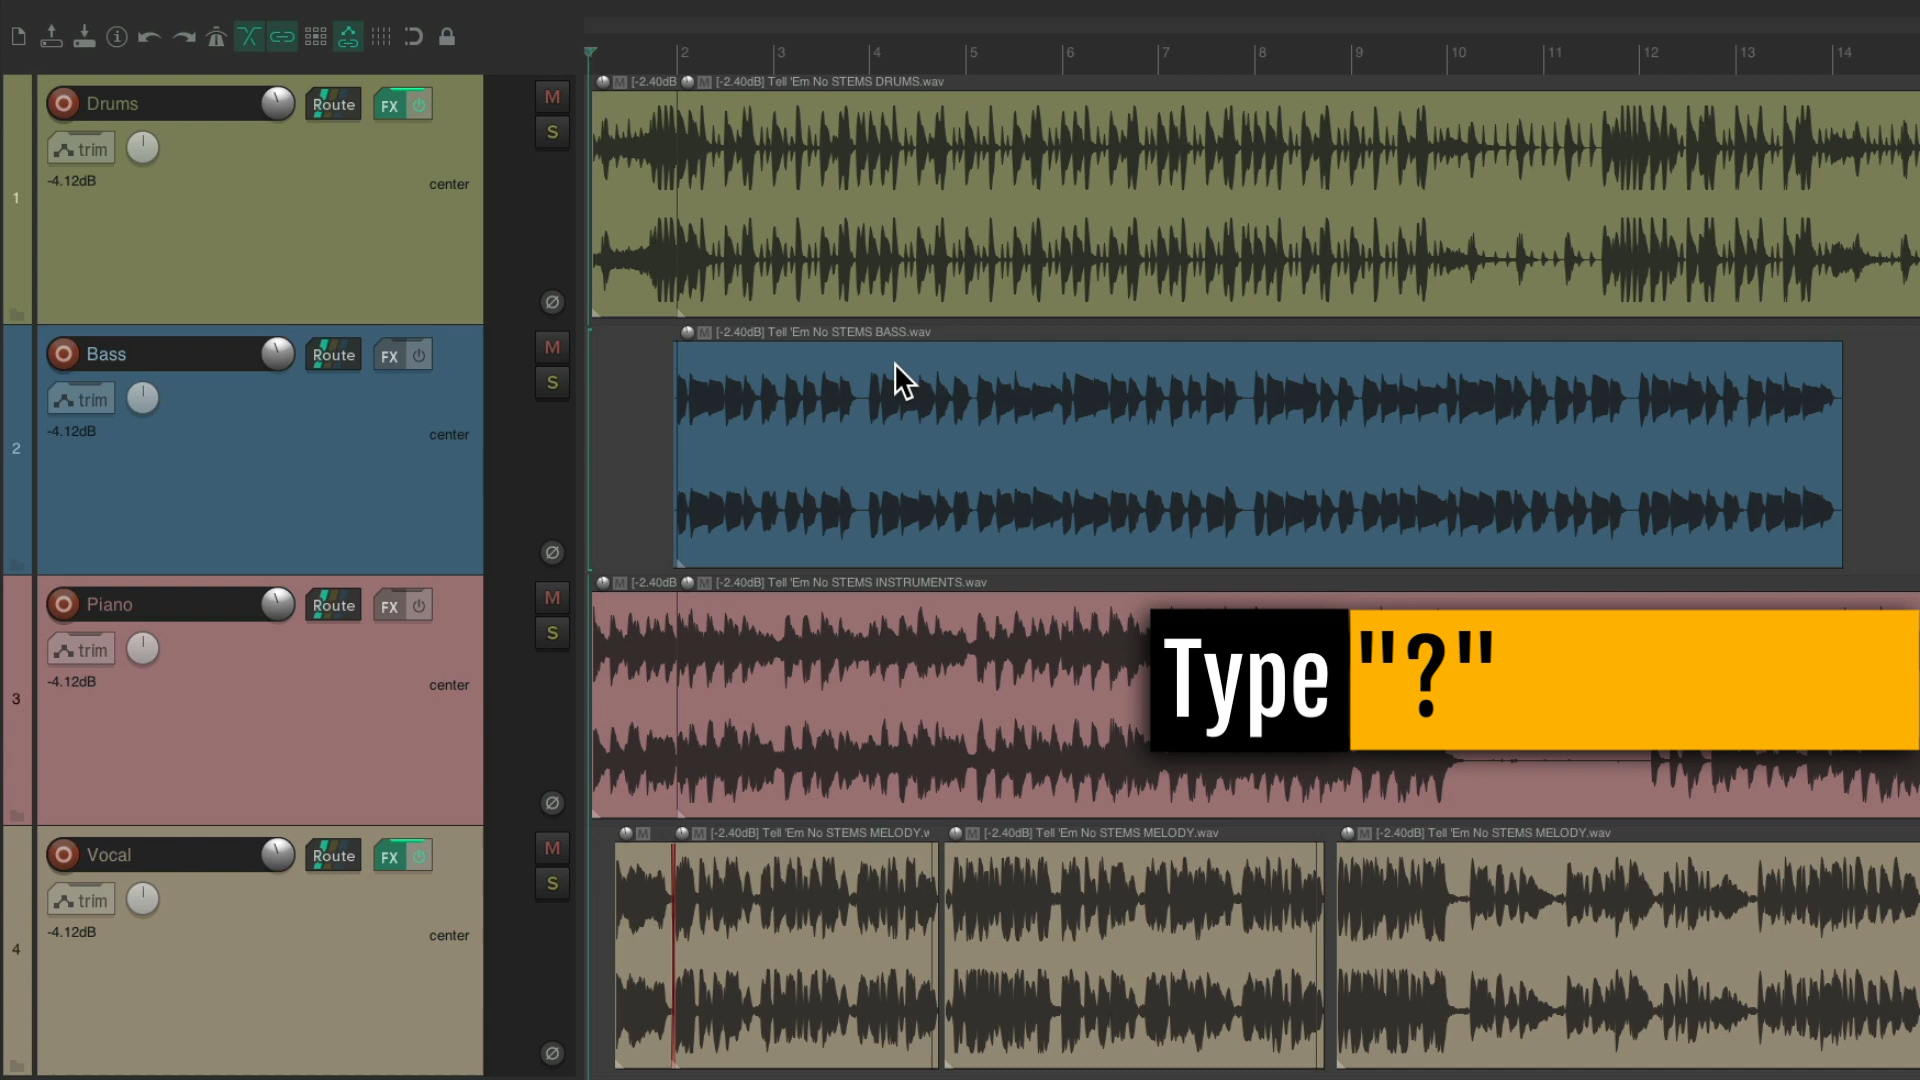 2 3 4 5 6 7 8 9 10 11 12 13 14
M [-2.40dB M [-2.40dB] Tell 'Em No STEMS DRUMS.wav
1 Drums Route FX M
trim S
-4.12dB center
M [-2.40dB] Tell 'Em No STEMS BASS.wav
2 Bass Route FX M
trim S
-4.12dB center
M [-2.40dB M [-2.40dB] Tell 'Em No STEMS INSTRUMENTS.wav
3 Piano Route FX M
trim S
-4.12dB center
Type "?"
M M [-2.40dB] Tell 'Em No STEMS MELODY.w M [-2.40dB] Tell 'Em No STEMS MELODY.wav M [-2.40dB] Tell 'Em No STEMS MELODY.wav
4 Vocal Route FX M
trim S
-4.12dB center